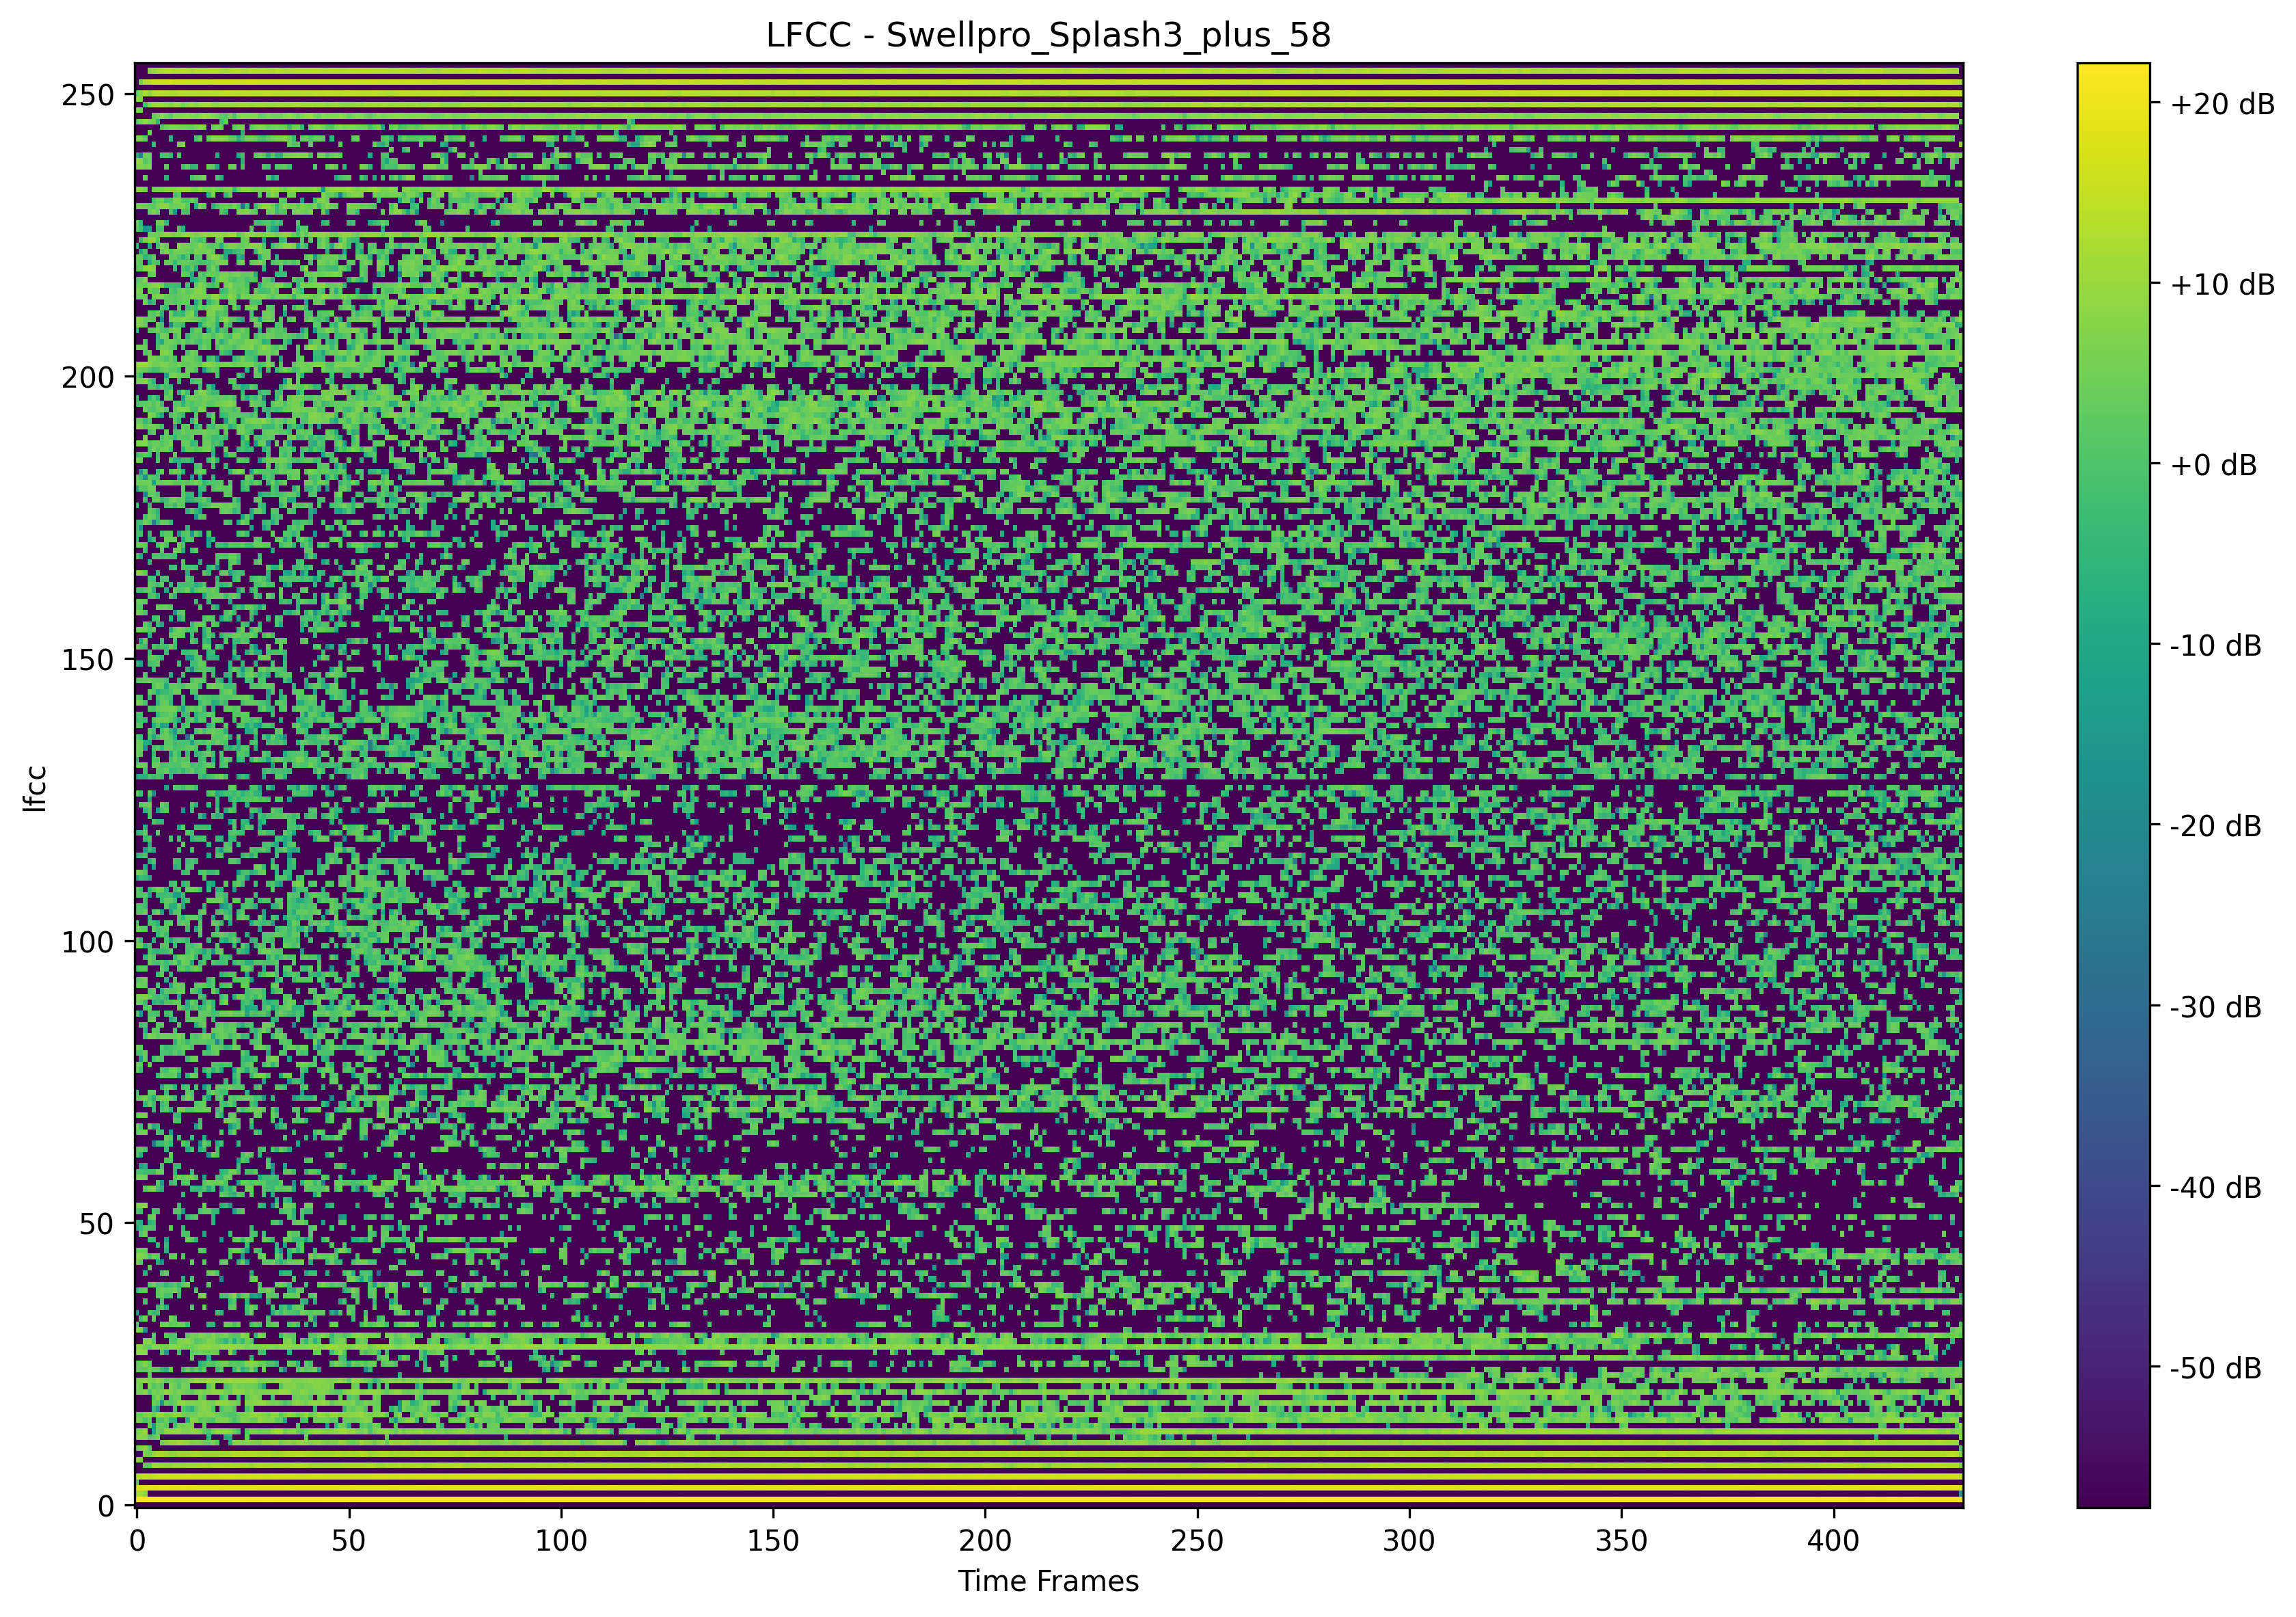 LFCC - Swellpro_Splash3_plus_58
lfcc
250
200
150
100
50
0
0 50 100 150 200 250 300 350 400
Time Frames
+20 dB
+10 dB
+0 dB
-10 dB
-20 dB
-30 dB
-40 dB
-50 dB